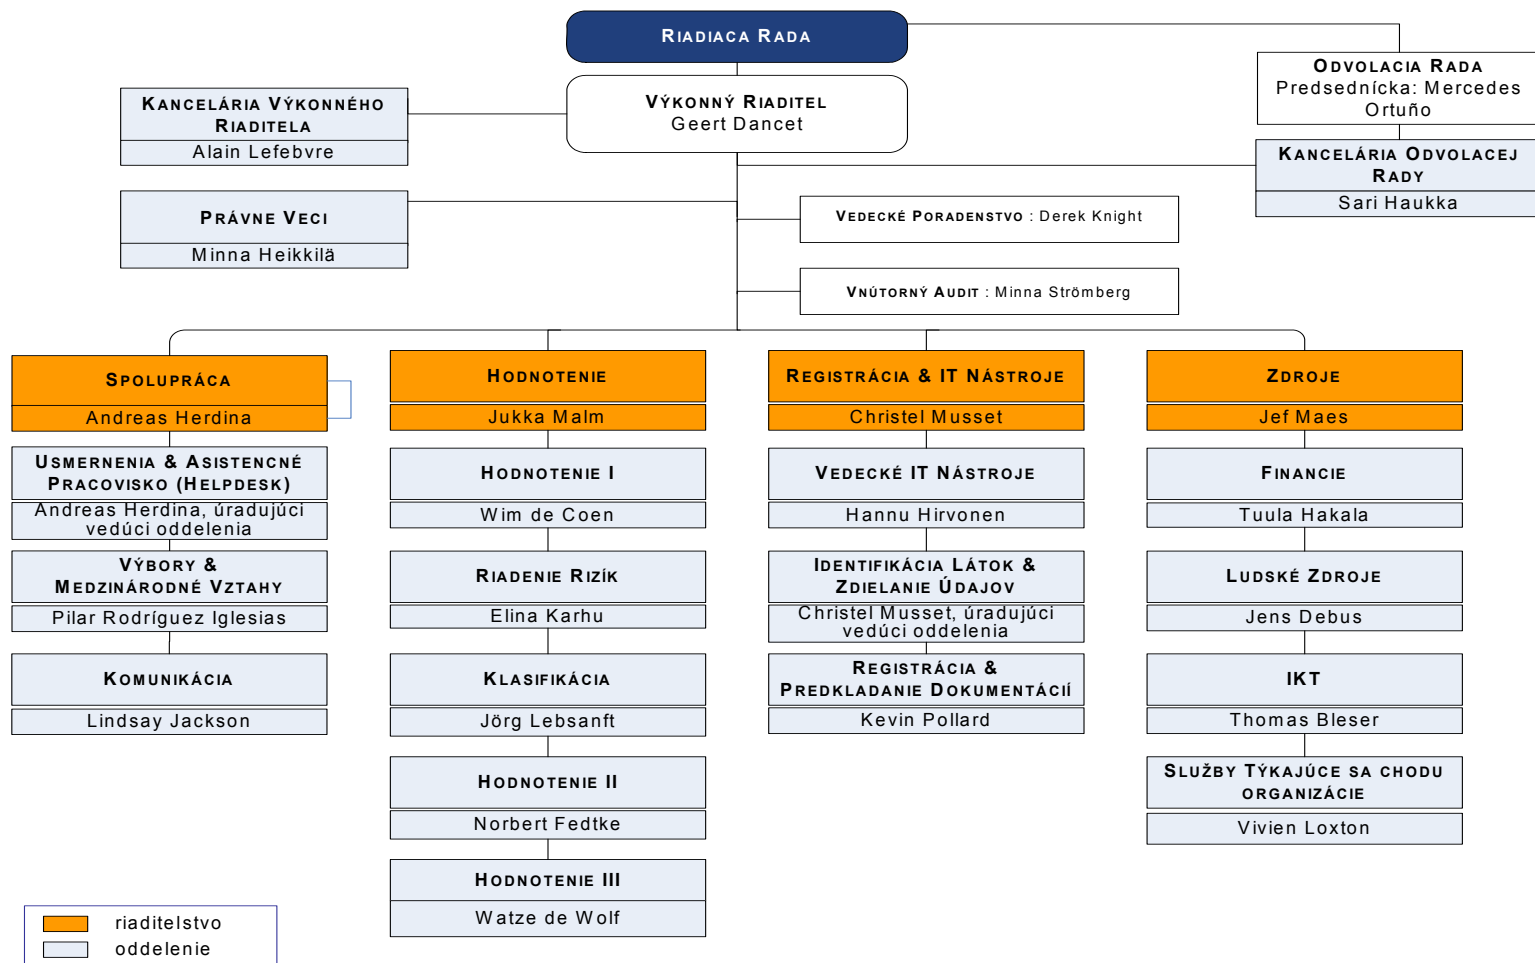 RIADIACA RADA
VÝKONNÝ RIADITEL
Geert Dancet
ODVOLACIA RADA
Predsednícka: Mercedes
Ortuño
KANCELÁRIA VÝKONNÉHO
RIADITELA
Alain Lefebvre
KANCELÁRIA ODVOLACEJ
RADY
Sari Haukka
PRÁVNE VECI
Minna Heikkilä
VEDECKÉ PORADENSTVO : Derek Knight
VNÚTORNÝ AUDIT : Minna Strömberg
SPOLUPRÁCA
Andreas Herdina
USMERNENIA & ASISTENCNÉ
PRACOVISKO (HELPDESK)
Andreas Herdina, úradujúci
vedúci oddelenia
VÝBORY &
MEDZINÁRODNÉ VZTAHY
Pilar Rodríguez Iglesias
KOMUNIKÁCIA
Lindsay Jackson
HODNOTENIE
Jukka Malm
HODNOTENIE I
Wim de Coen
RIADENIE RIZÍK
Elina Karhu
KLASIFIKÁCIA
Jörg Lebsanft
HODNOTENIE II
Norbert Fedtke
HODNOTENIE III
Watze de Wolf
REGISTRÁCIA & IT NÁSTROJE
Christel Musset
VEDECKÉ IT NÁSTROJE
Hannu Hirvonen
IDENTIFIKÁCIA LÁTOK &
ZDIELANIE ÚDAJOV
Christel Musset, úradujúci
vedúci oddelenia
REGISTRÁCIA &
PREDKLADANIE DOKUMENTÁCIÍ
Kevin Pollard
ZDROJE
Jef Maes
FINANCIE
Tuula Hakala
LUDSKÉ ZDROJE
Jens Debus
IKT
Thomas Bleser
SLUŽBY TÝKAJÚCE SA CHODU
ORGANIZÁCIE
Vivien Loxton
riaditelstvo
oddelenie